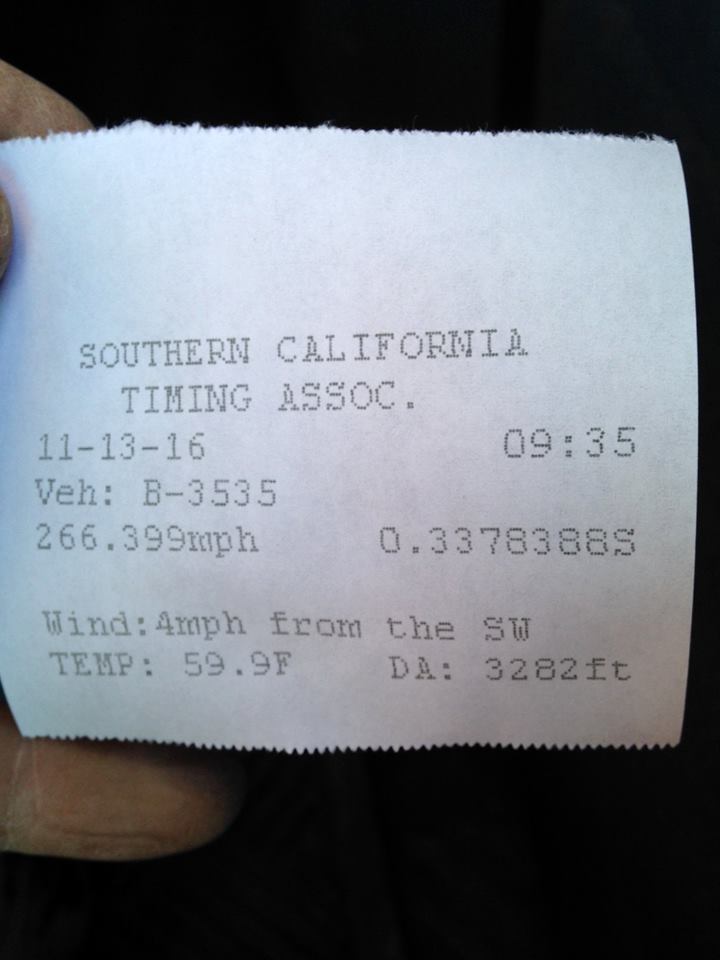 SOUTHERN CALIFORNIA
TIMING ASSOC.
11-13-16 09:35
Veh: B-3535
266.399mph 0.3378388S
Wind:4mph from the SW
TEMP: 59.9F DA: 3282ft